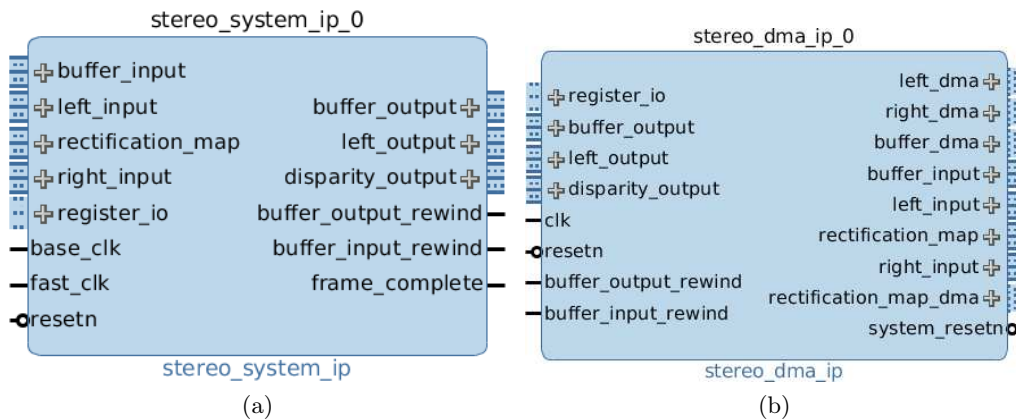 stereo_system_ip_0
buffer_input
left_input
rectification_map
right_input
register_io
base_clk
fast_clk
resetn
buffer_output
left_output
disparity_output
buffer_output_rewind
buffer_input_rewind
frame_complete
stereo_system_ip
(a)
stereo_dma_ip_0
register_io
buffer_output
left_output
disparity_output
clk
resetn
buffer_output_rewind
buffer_input_rewind
left_dma
right_dma
buffer_dma
buffer_input
left_input
rectification_map
right_input
rectification_map_dma
system_resetn
stereo_dma_ip
(b)